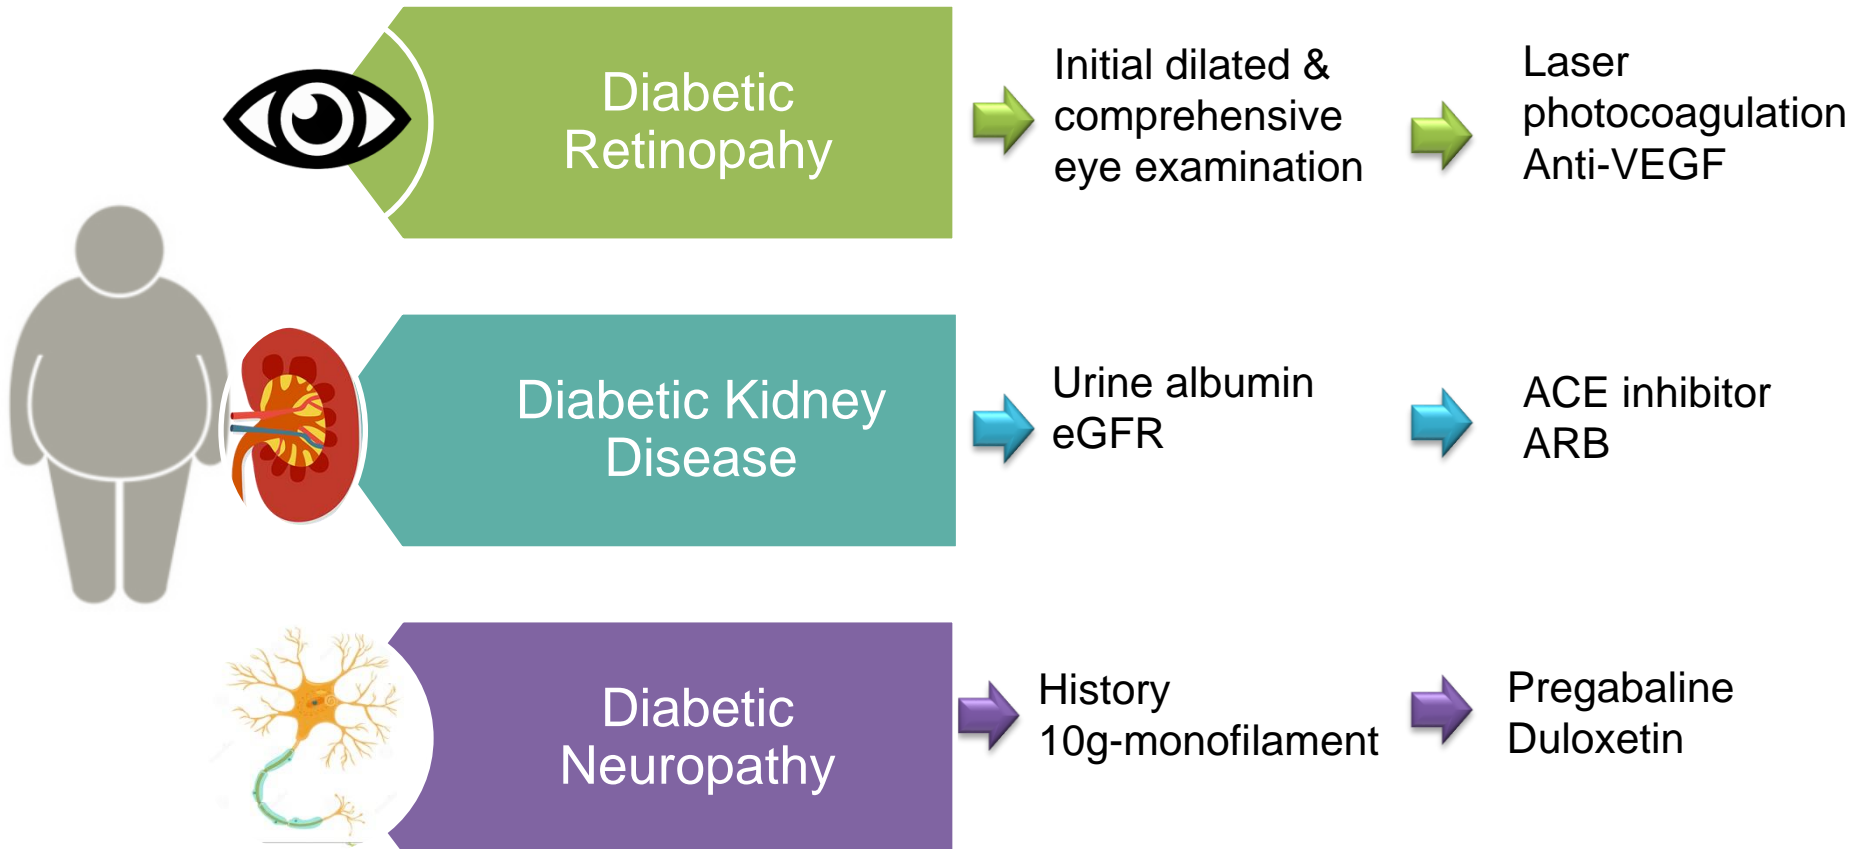 Diabetic
Retinopahy
Initial dilated &
comprehensive
eye examination
Laser
photocoagulation
Anti-VEGF
Diabetic Kidney
Disease
Urine albumin
eGFR
ACE inhibitor
ARB
Diabetic
Neuropathy
History
10g-monofilament
Pregabaline
Duloxetin